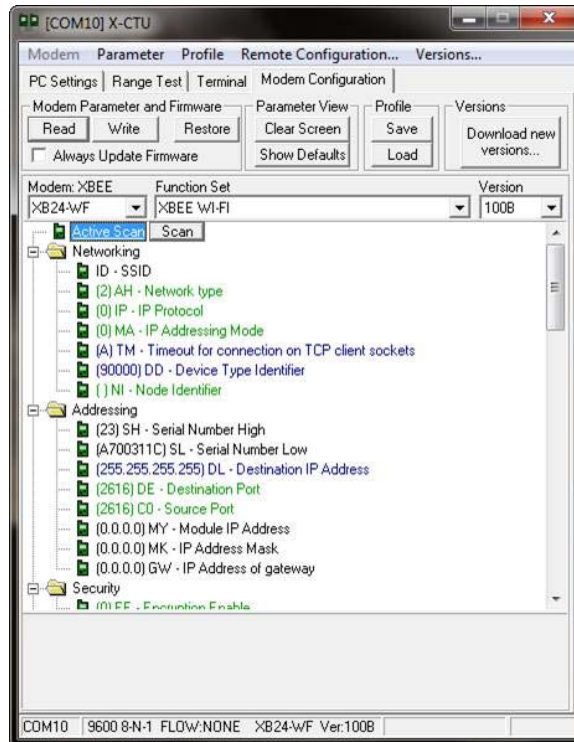 [COM10] X-CTU
Modem Parameter Profile Remote Configuration... Versions...
PC Settings Range Test Terminal Modem Configuration
Modem Parameter and Firmware Parameter View Profile Versions
Read Write Restore Clear Screen Save Download new versions...
Always Update Firmware Show Defaults Load
Modem: XBEE Function Set Version
XB24-WF XBEE WI-FI 100B
Active Scan Scan
Networking
ID - SSID
(2) AH - Network type
(0) IP - IP Protocol
(0) MA - IP Addressing Mode
(A) TM - Timeout for connection on TCP client sockets
(90000) DD - Device Type Identifier
( ) NI - Node Identifier
Addressing
(23) SH - Serial Number High
(A700311C) SL - Serial Number Low
(255.255.255.255) DL - Destination IP Address
(2616) DE - Destination Port
(2616) C0 - Source Port
(0.0.0.0) MY - Module IP Address
(0.0.0.0) MK - IP Address Mask
(0.0.0.0) GW - IP Address of gateway
Security
(0) EE - Encryption Enable
COM10 9600 8-N-1 FLOW:NONE XB24-WF Ver:100B